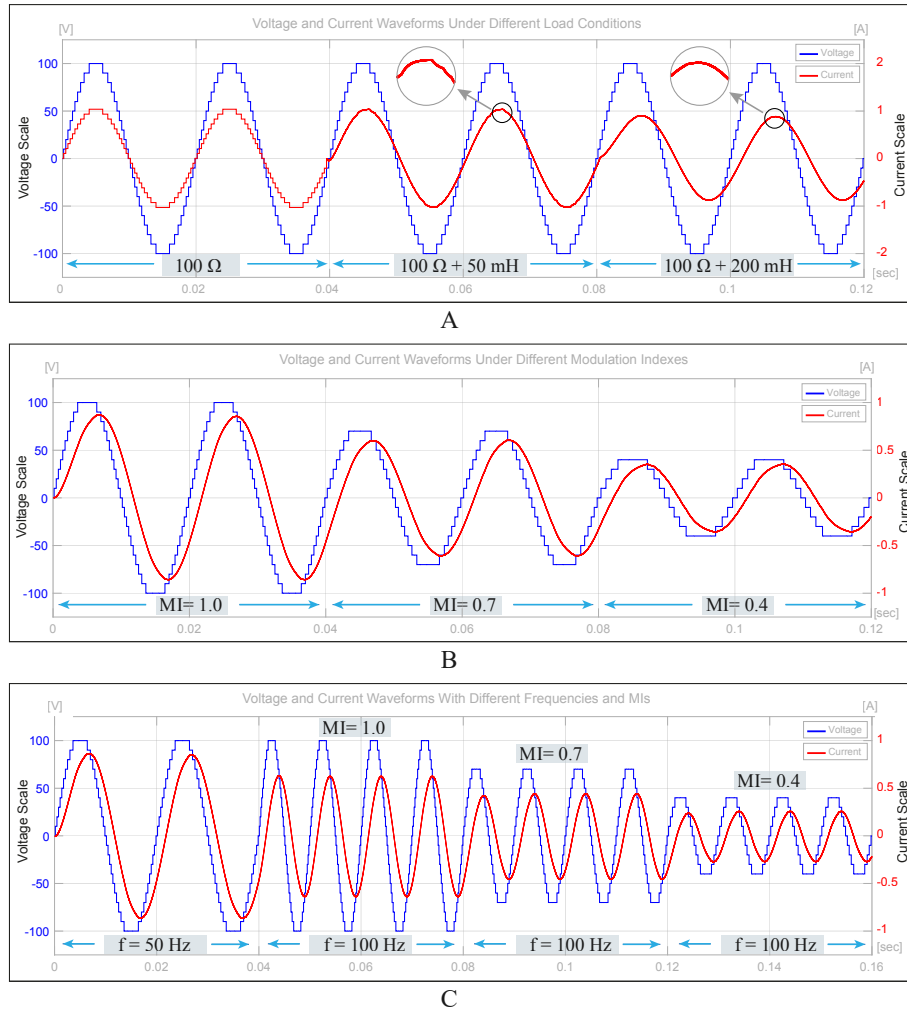 Voltage and Current Waveforms Under Different Load Conditions
[V] [A]
Voltage
Current
100
50
0
-50
-100
Voltage Scale
2
1
0
-1
-2
Current Scale
100 Ω 100 Ω + 50 mH 100 Ω + 200 mH
[sec]
0 0.02 0.04 0.06 0.08 0.1 0.12
A
Voltage and Current Waveforms Under Different Modulation Indexes
[V] [A]
Voltage
Current
100
50
0
-50
-100
Voltage Scale
1
0.5
0
-0.5
-1
Current Scale
MI= 1.0 MI= 0.7 MI= 0.4
[sec]
0 0.02 0.04 0.06 0.08 0.1 0.12
B
Voltage and Current Waveforms With Different Frequencies and MIs
[V] [A]
Voltage
Current
MI= 1.0
MI= 0.7
MI= 0.4
100
50
0
-50
-100
Voltage Scale
1
0.5
0
-0.5
-1
Current Scale
f = 50 Hz f = 100 Hz f = 100 Hz f = 100 Hz
[sec]
0 0.02 0.04 0.06 0.08 0.1 0.12 0.14 0.16
C